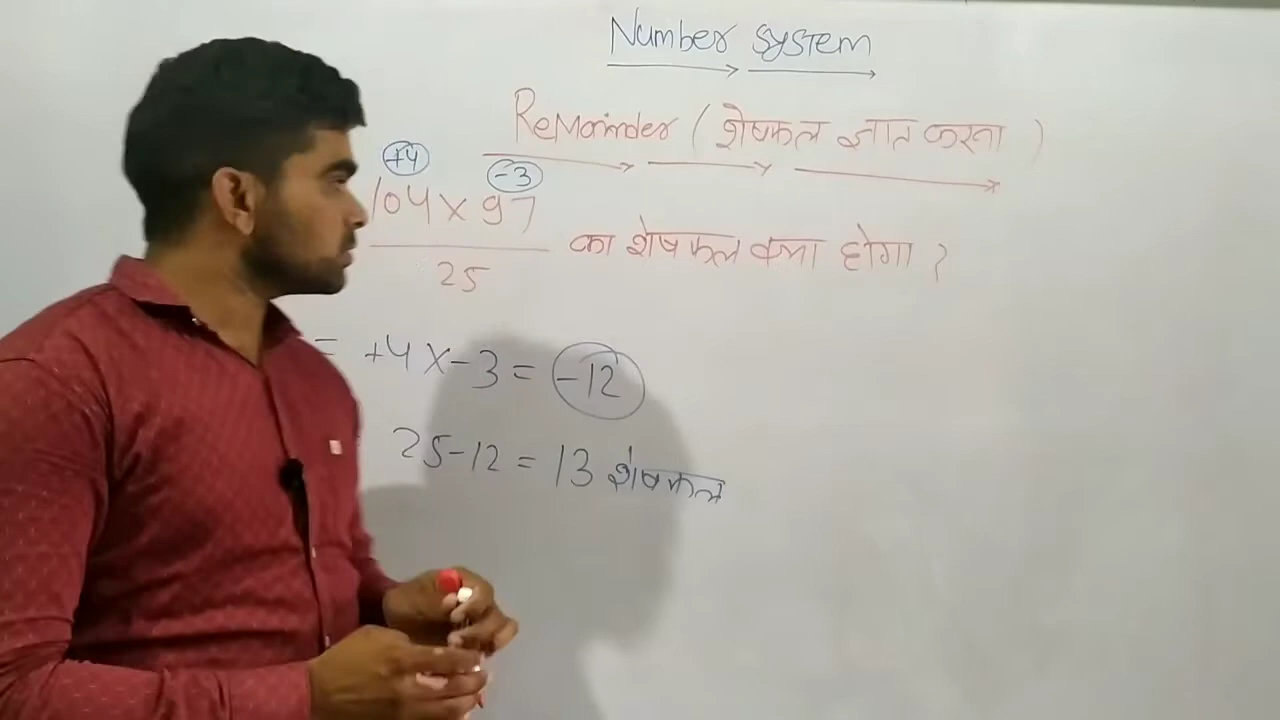 Number System
Remainder ( शेषफल ज्ञात करना )
+4 -3
104 x 97
25
का शेषफल क्या होगा ?
= +4 x -3 = -12
25-12 = 13 शेषफल